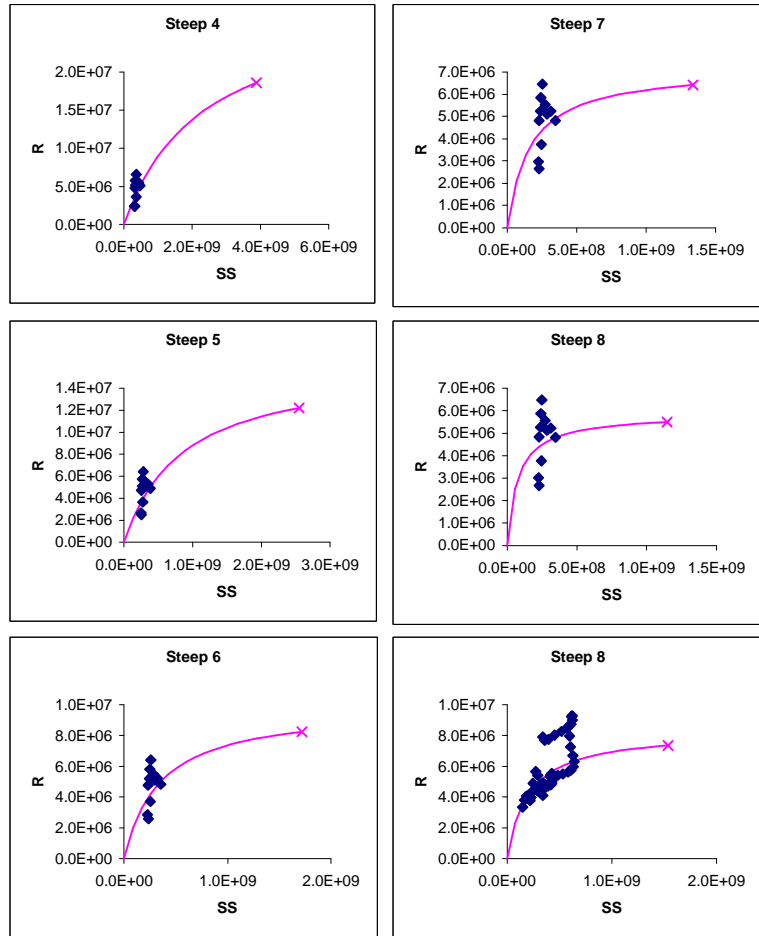 Steep 4
2.0E+07
1.5E+07
1.0E+07
5.0E+06
0.0E+00
R
0.0E+00 2.0E+09 4.0E+09 6.0E+09
SS
Steep 7
7.0E+06
6.0E+06
5.0E+06
4.0E+06
3.0E+06
2.0E+06
1.0E+06
0.0E+00
R
0.0E+00 5.0E+08 1.0E+09 1.5E+09
SS
Steep 5
1.4E+07
1.2E+07
1.0E+07
8.0E+06
6.0E+06
4.0E+06
2.0E+06
0.0E+00
R
0.0E+00 1.0E+09 2.0E+09 3.0E+09
SS
Steep 8
7.0E+06
6.0E+06
5.0E+06
4.0E+06
3.0E+06
2.0E+06
1.0E+06
0.0E+00
R
0.0E+00 5.0E+08 1.0E+09 1.5E+09
SS
Steep 6
1.0E+07
8.0E+06
6.0E+06
4.0E+06
2.0E+06
0.0E+00
R
0.0E+00 1.0E+09 2.0E+09
SS
Steep 8
1.0E+07
8.0E+06
6.0E+06
4.0E+06
2.0E+06
0.0E+00
R
0.0E+00 1.0E+09 2.0E+09
SS